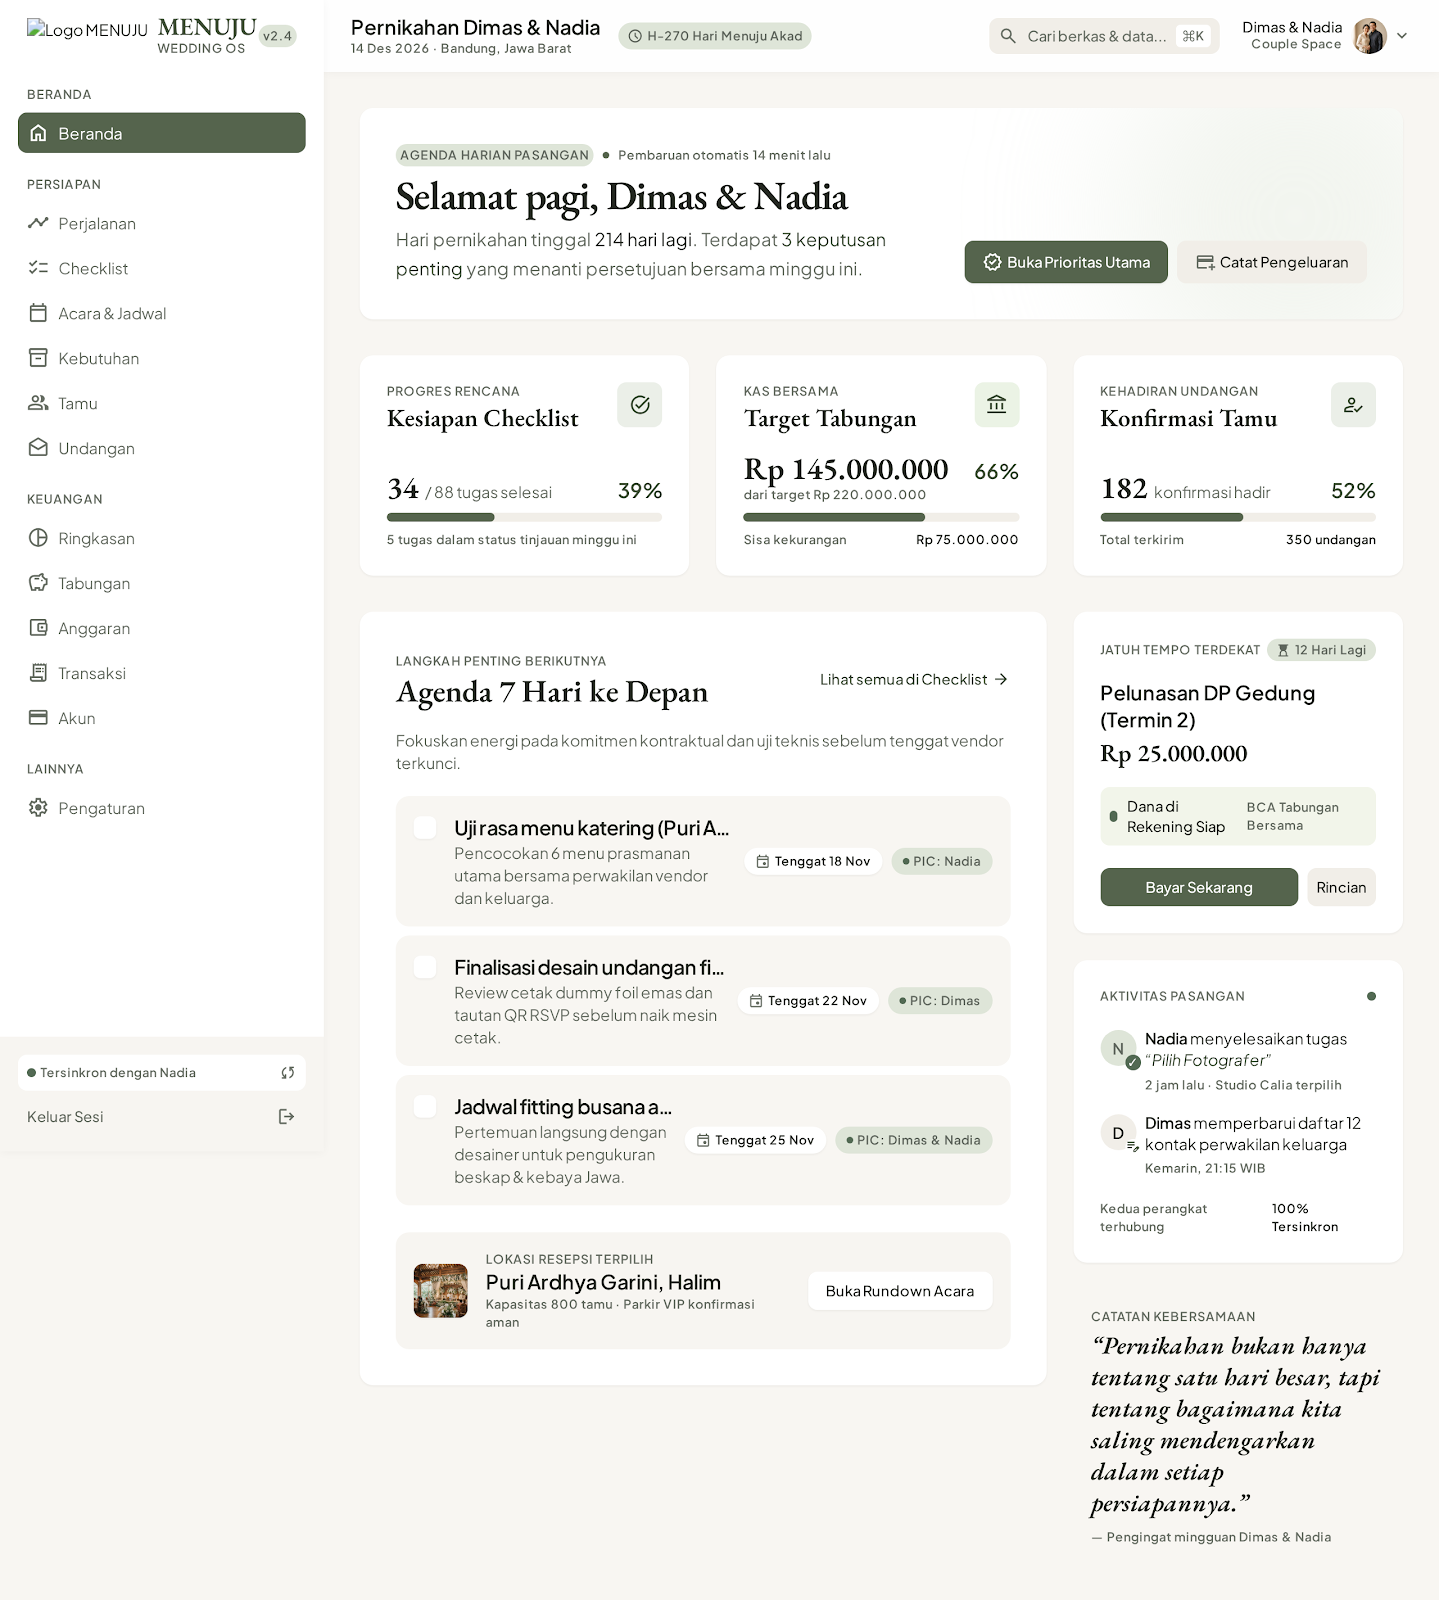 Logo MENUJU
MENUJU
WEDDING OS
v2.4
BERANDA
Beranda
PERSIAPAN
Perjalanan
Checklist
Acara & Jadwal
Kebutuhan
Tamu
Undangan
KEUANGAN
Ringkasan
Tabungan
Anggaran
Transaksi
Akun
LAINNYA
Pengaturan
Tersinkron dengan Nadia
Keluar Sesi
Pernikahan Dimas & Nadia
14 Des 2026 · Bandung, Jawa Barat
H-270 Hari Menuju Akad
Cari berkas & data...
⌘K
Dimas & Nadia
Couple Space
AGENDA HARIAN PASANGAN
Pembaruan otomatis 14 menit lalu
Selamat pagi, Dimas & Nadia
Hari pernikahan tinggal 214 hari lagi. Terdapat 3 keputusan
penting yang menanti persetujuan bersama minggu ini.
Buka Prioritas Utama
Catat Pengeluaran
PROGRES RENCANA
Kesiapan Checklist
34 / 88 tugas selesai
39%
5 tugas dalam status tinjauan minggu ini
KAS BERSAMA
Target Tabungan
Rp 145.000.000
66%
dari target Rp 220.000.000
Sisa kekurangan
Rp 75.000.000
KEHADIRAN UNDANGAN
Konfirmasi Tamu
182 konfirmasi hadir
52%
Total terkirim
350 undangan
LANGKAH PENTING BERIKUTNYA
Agenda 7 Hari ke Depan
Lihat semua di Checklist →
Fokuskan energi pada komitmen kontraktual dan uji teknis sebelum tenggat vendor
terkunci.
Uji rasa menu katering (Puri A...
Pencocokan 6 menu prasmanan
utama bersama perwakilan vendor
dan keluarga.
Tenggat 18 Nov
PIC: Nadia
Finalisasi desain undangan fi...
Review cetak dummy foil emas dan
tautan QR RSVP sebelum naik mesin
cetak.
Tenggat 22 Nov
PIC: Dimas
Jadwal fitting busana a...
Pertemuan langsung dengan
desainer untuk pengukuran
beskap & kebaya Jawa.
Tenggat 25 Nov
PIC: Dimas & Nadia
LOKASI RESEPSI TERPILIH
Puri Ardhya Garini, Halim
Kapasitas 800 tamu · Parkir VIP konfirmasi
aman
Buka Rundown Acara
JATUH TEMPO TERDEKAT
12 Hari Lagi
Pelunasan DP Gedung
(Termin 2)
Rp 25.000.000
Dana di
Rekening Siap
BCA Tabungan
Bersama
Bayar Sekarang
Rincian
AKTIVITAS PASANGAN
N
Nadia menyelesaikan tugas
“Pilih Fotografer”
2 jam lalu · Studio Calia terpilih
D
Dimas memperbarui daftar 12
kontak perwakilan keluarga
Kemarin, 21:15 WIB
Kedua perangkat
terhubung
100%
Tersinkron
CATATAN KEBERSAMAAN
“Pernikahan bukan hanya
tentang satu hari besar, tapi
tentang bagaimana kita
saling mendengarkan
dalam setiap
persiapannya.”
— Pengingat mingguan Dimas & Nadia